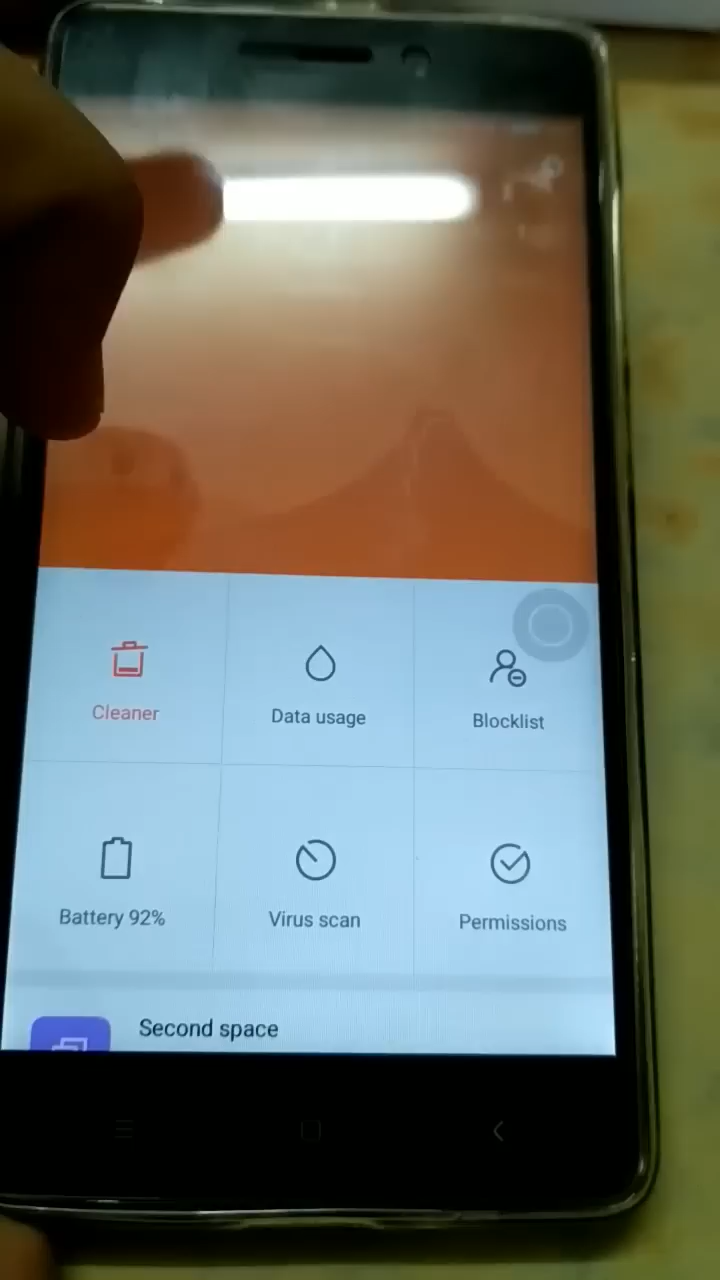 Cleaner
Data usage
Blocklist
Battery 92%
Virus scan
Permissions
Second space